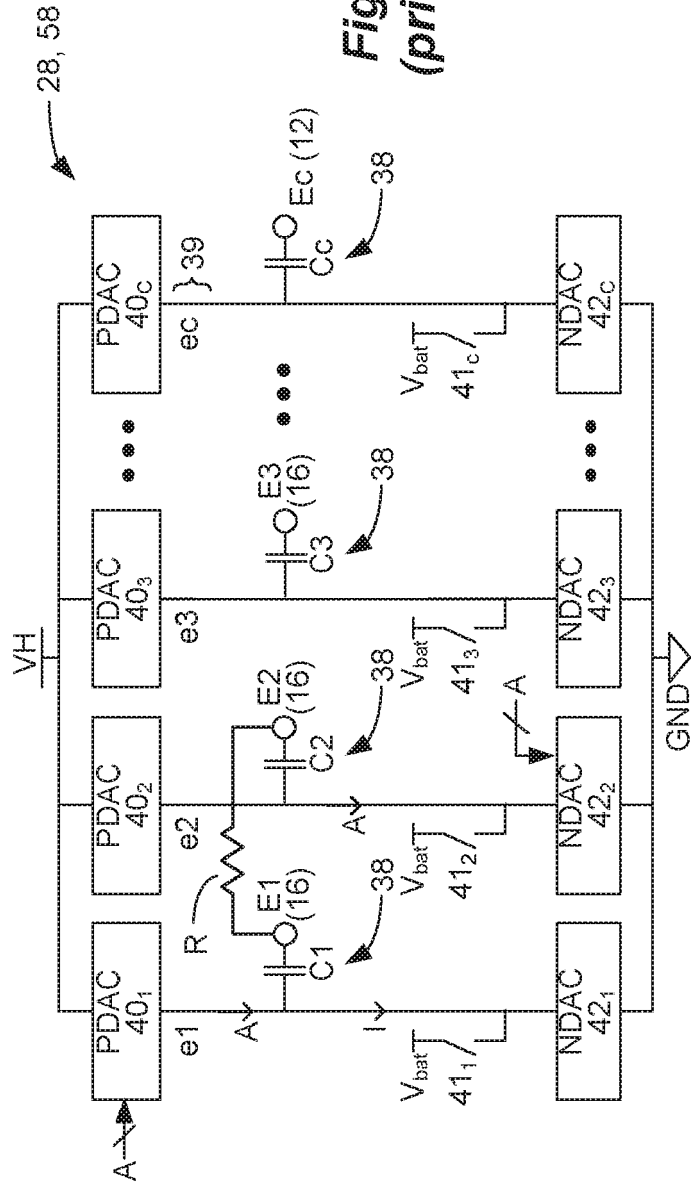 VH
28, 58
PDAC
40₁
PDAC
40₂
PDAC
40₃
PDAC
40c
A
e1
e2
e3
ec
39
R
A
E1
(16)
C1
E2
(16)
C2
E3
(16)
C3
Ec (12)
Cc
38
38
38
38
I
A
Vbat
41₁
Vbat
41₂
Vbat
41₃
Vbat
41c
A
NDAC
42₁
NDAC
42₂
NDAC
42₃
NDAC
42c
GND
Fig
(pri